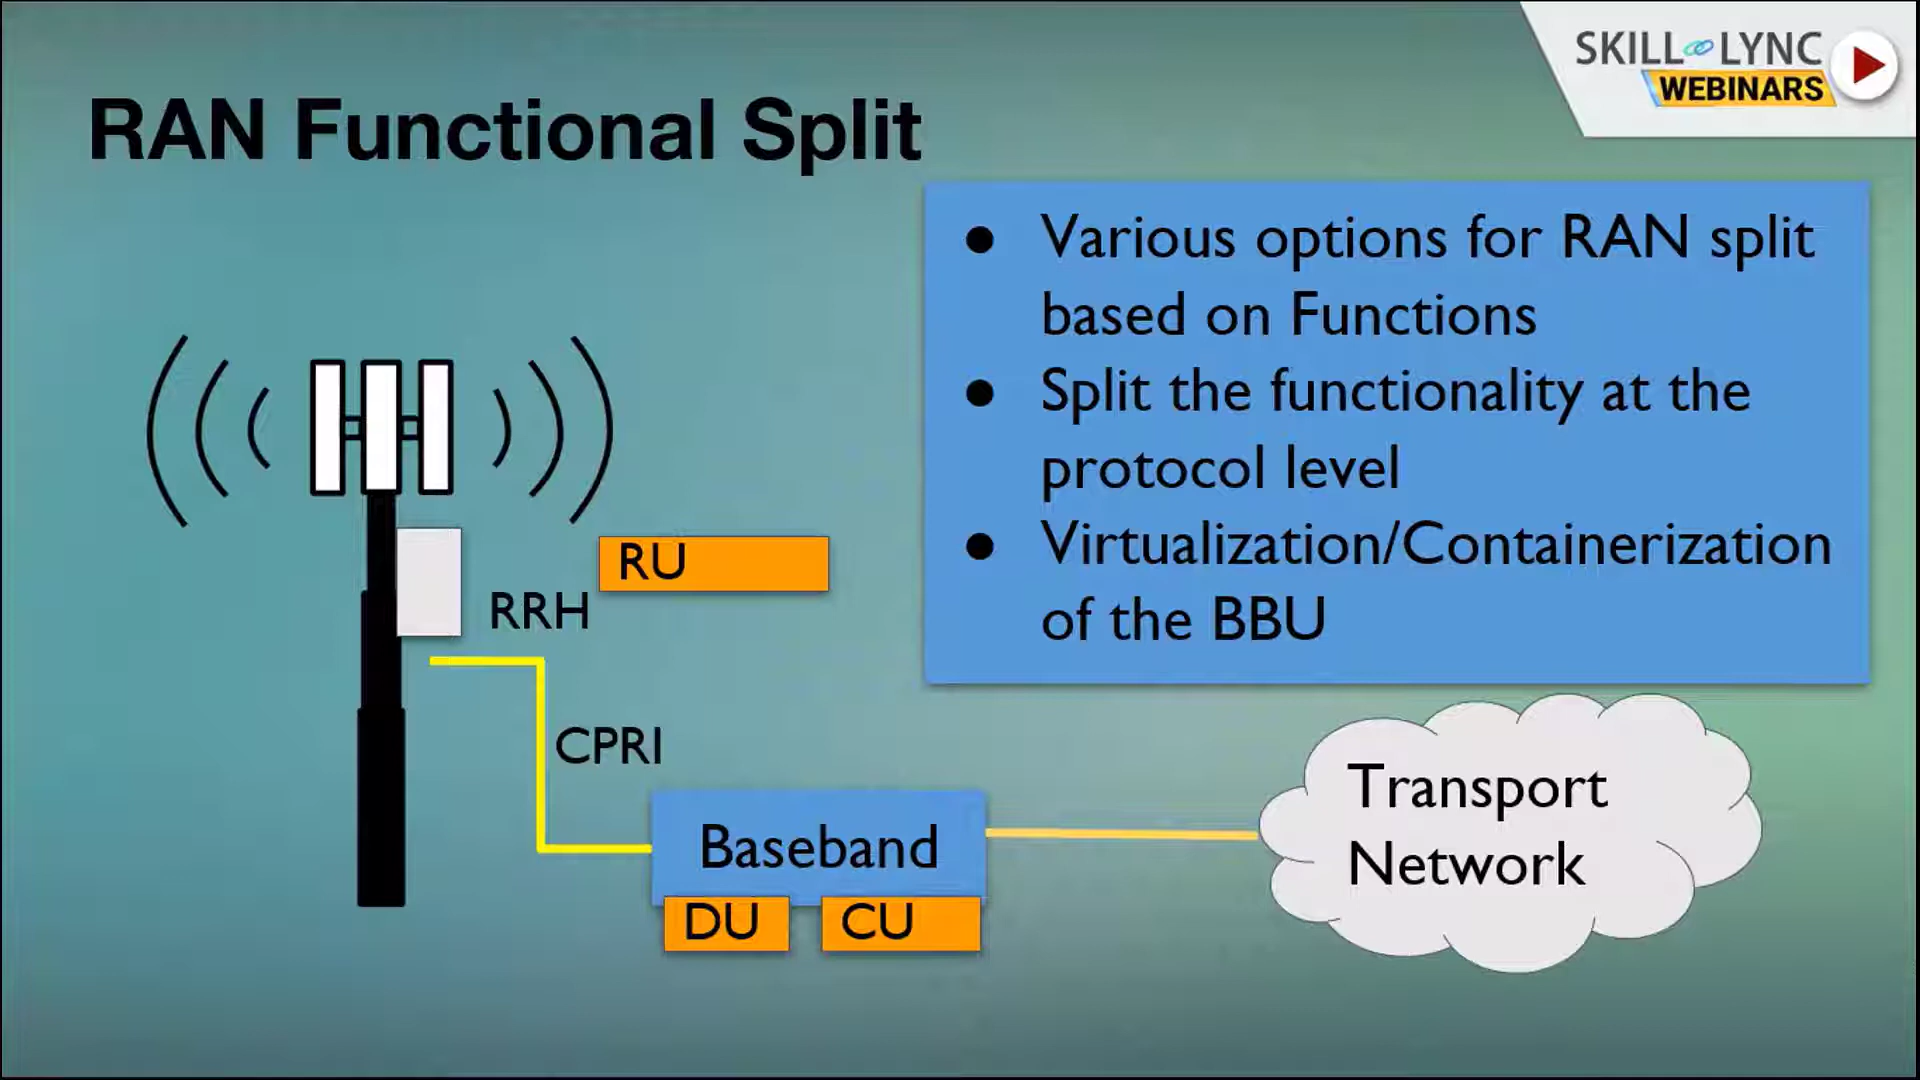 SKILL LYNC
WEBINARS
RAN Functional Split
● Various options for RAN split
based on Functions
● Split the functionality at the
protocol level
● Virtualization/Containerization
of the BBU
RU
RRH
CPRI
Baseband
DU
CU
Transport
Network